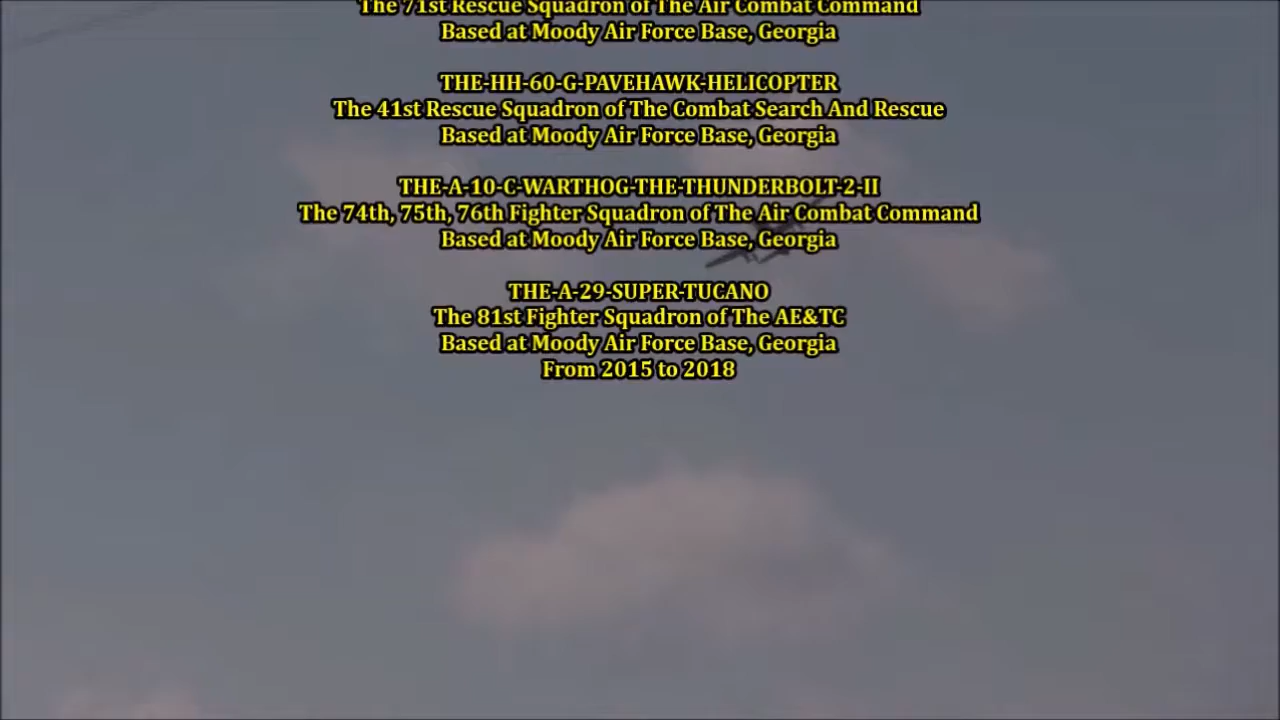 The 71st Rescue Squadron of The Air Combat Command
Based at Moody Air Force Base, Georgia
THE-HH-60-G-PAVEHAWK-HELICOPTER
The 41st Rescue Squadron of The Combat Search And Rescue
Based at Moody Air Force Base, Georgia
THE-A-10-C-WARTHOG-THE-THUNDERBOLT-2-II
The 74th, 75th, 76th Fighter Squadron of The Air Combat Command
Based at Moody Air Force Base, Georgia
THE-A-29-SUPER-TUCANO
The 81st Fighter Squadron of The AE&TC
Based at Moody Air Force Base, Georgia
From 2015 to 2018